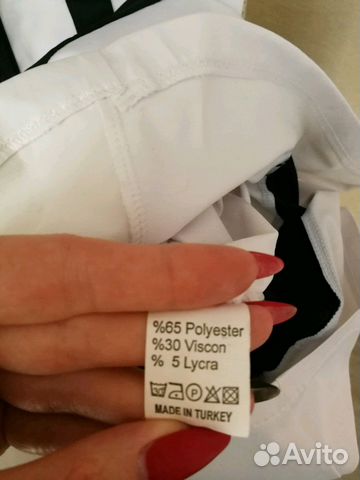 %65 Polyester
%30 Viscon
% 5 Lycra
MADE IN TURKEY
Avito